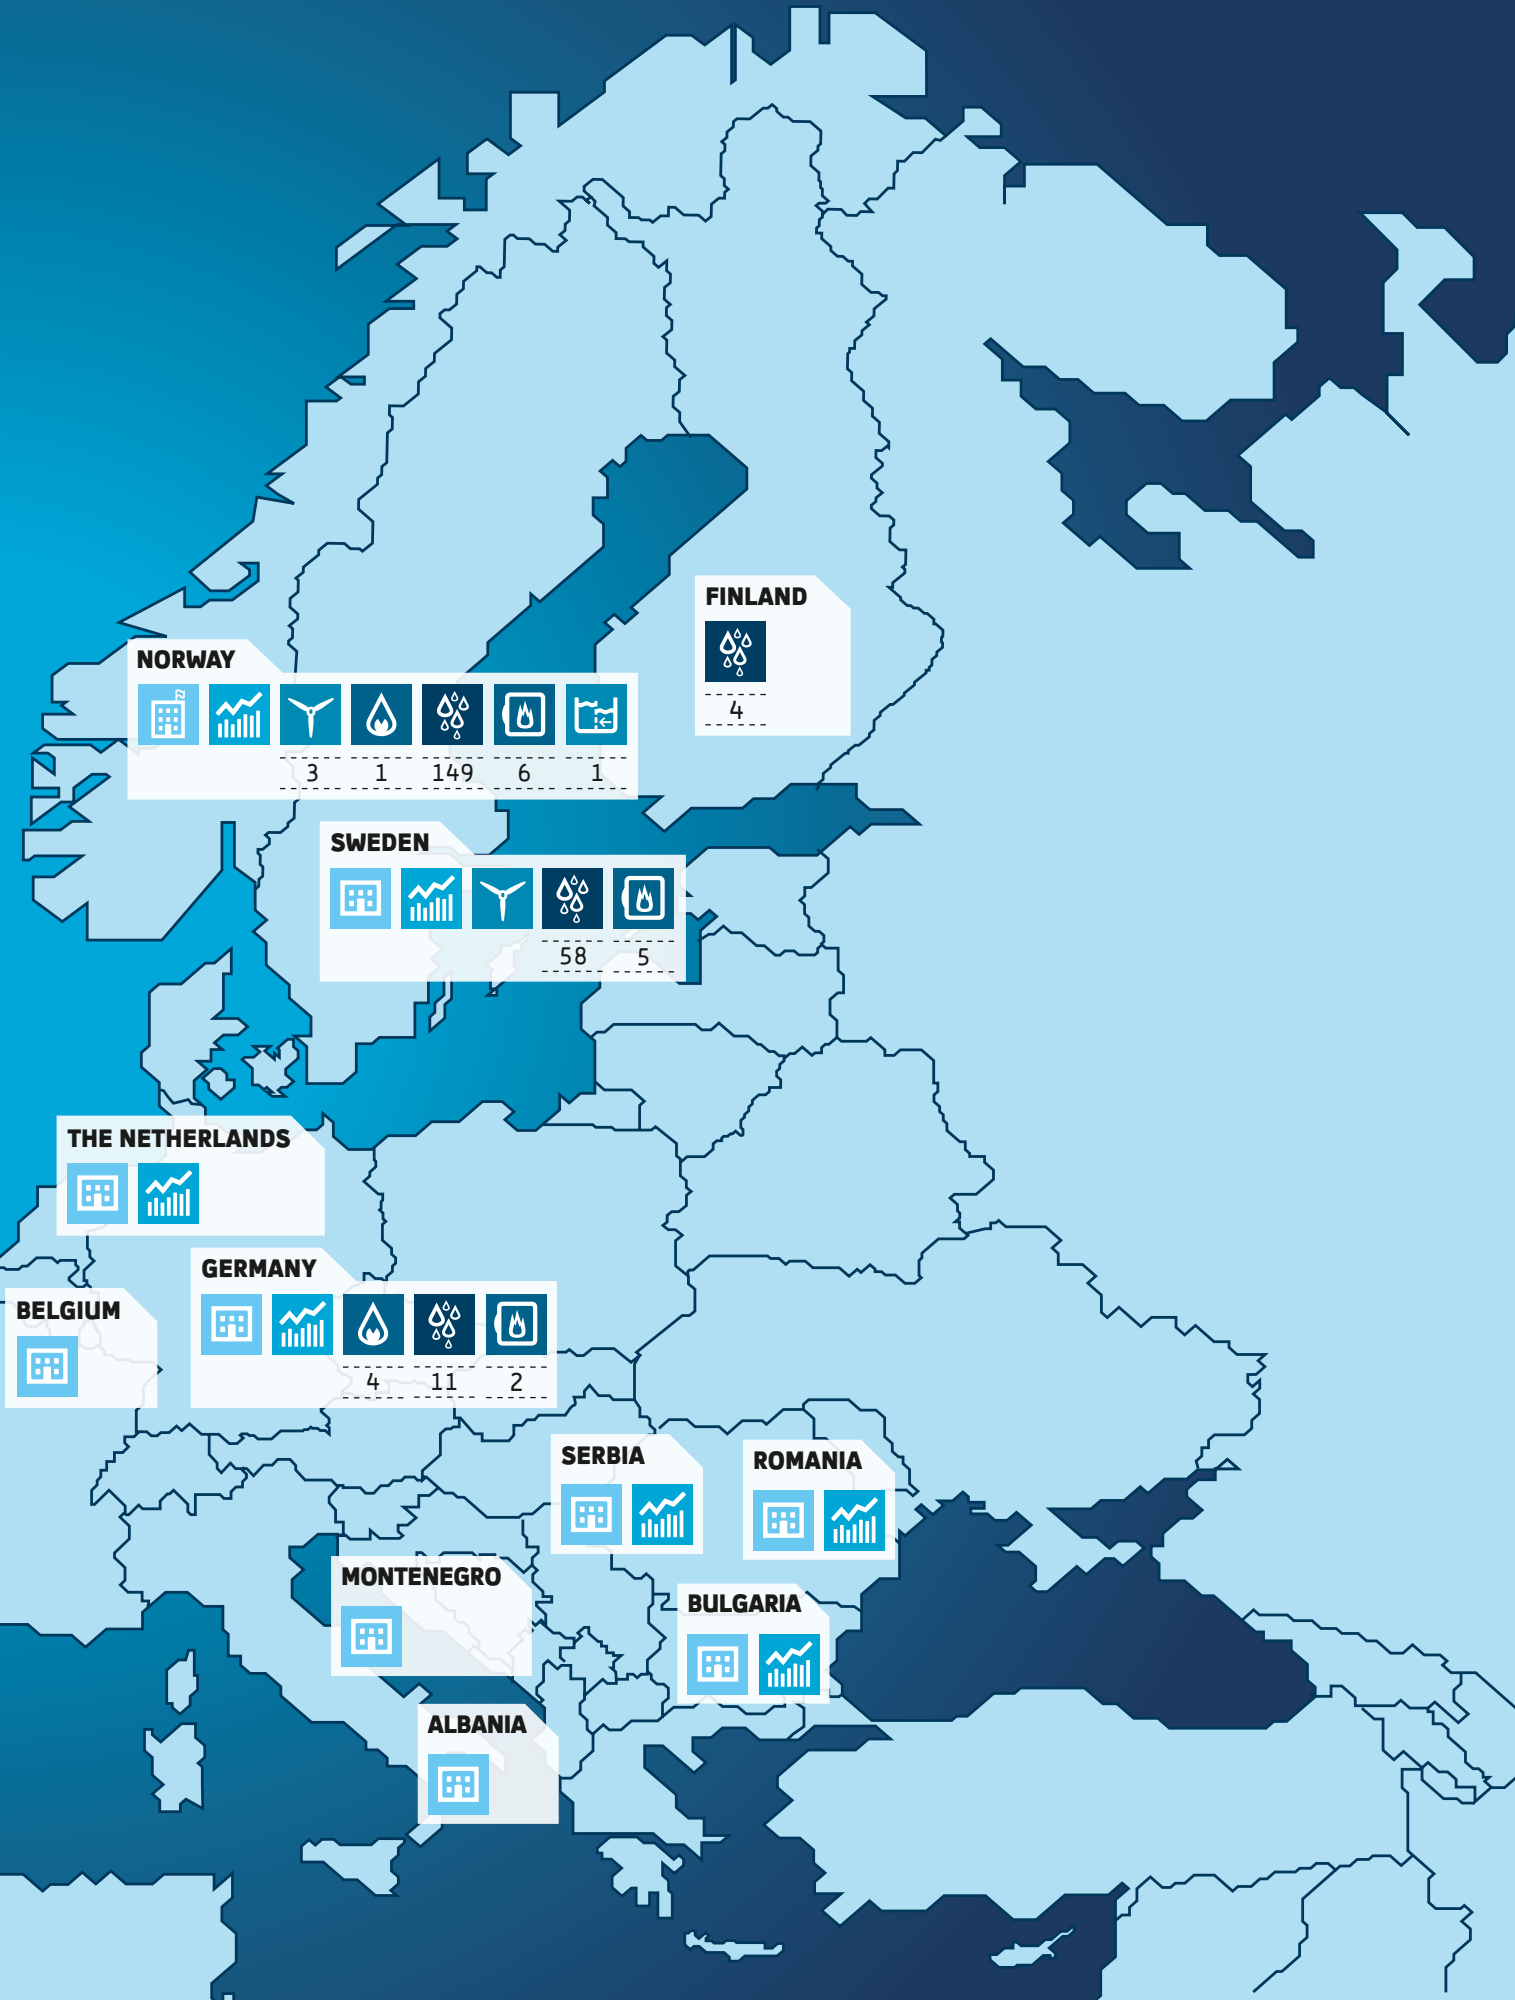 FINLAND
4
NORWAY
3 1 149 6 1
SWEDEN
58 5
THE NETHERLANDS
GERMANY
4 11 2
BELGIUM
SERBIA
ROMANIA
MONTENEGRO
BULGARIA
ALBANIA